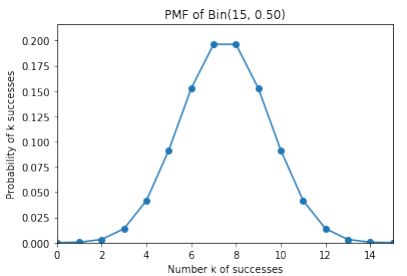 PMF of Bin(15, 0.50)
Probability of k successes
0.200
0.175
0.150
0.125
0.100
0.075
0.050
0.025
0.000
0 2 4 6 8 10 12 14
Number k of successes